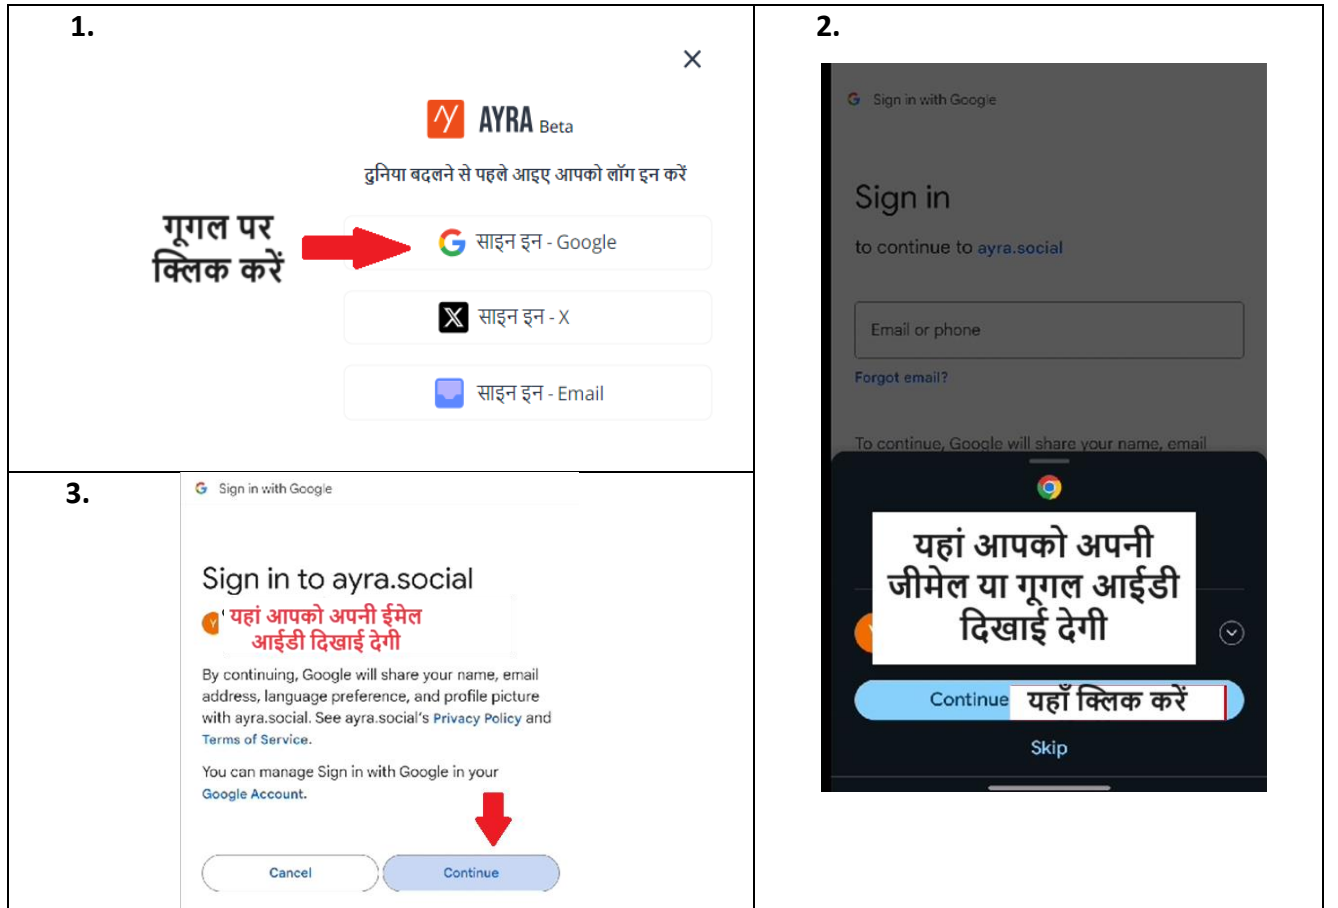 1.
AYRA Beta
दुनिया बदलने से पहले आइए आपको लॉग इन करें
गूगल पर
क्लिक करें
साइन इन - Google
साइन इन - X
साइन इन - Email
2.
Sign in with Google
Sign in
to continue to ayra.social
Email or phone
Forgot email?
To continue, Google will share your name, email
यहां आपको अपनी
जीमेल या गूगल आईडी
दिखाई देगी
Continue यहाँ क्लिक करें
Skip
3.
Sign in with Google
Sign in to ayra.social
यहां आपको अपनी ईमेल
आईडी दिखाई देगी
By continuing, Google will share your name, email
address, language preference, and profile picture
with ayra.social. See ayra.social's Privacy Policy and
Terms of Service.
You can manage Sign in with Google in your
Google Account.
Cancel
Continue